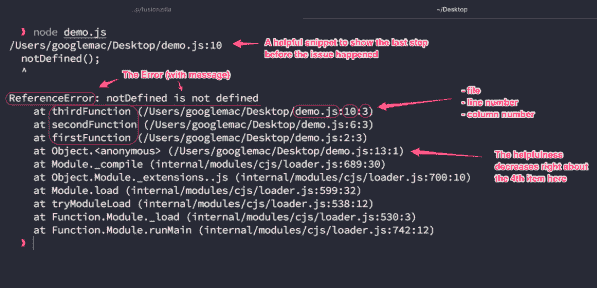 ..p/fusion.zilla
~/Desktop
❥ node demo.js
/Users/googlemac/Desktop/demo.js:10
notDefined();
^
A helpful snippet to show the last step
before the issue happened
The Error (with message)
ReferenceError: notDefined is not defined
at thirdFunction (/Users/googlemac/Desktop/demo.js:10:3)
at secondFunction (/Users/googlemac/Desktop/demo.js:6:3)
at firstFunction (/Users/googlemac/Desktop/demo.js:2:3)
at Object.<anonymous> (/Users/googlemac/Desktop/demo.js:13:1)
at Module._compile (internal/modules/cjs/loader.js:689:30)
at Object.Module._extensions..js (internal/modules/cjs/loader.js:700:10)
at Module.load (internal/modules/cjs/loader.js:599:32)
at tryModuleLoad (internal/modules/cjs/loader.js:538:12)
at Function.Module._load (internal/modules/cjs/loader.js:530:3)
at Function.Module.runMain (internal/modules/cjs/loader.js:742:12)
- file
- line number
- column number
The helpfulness
decreases right about
the 4th item here